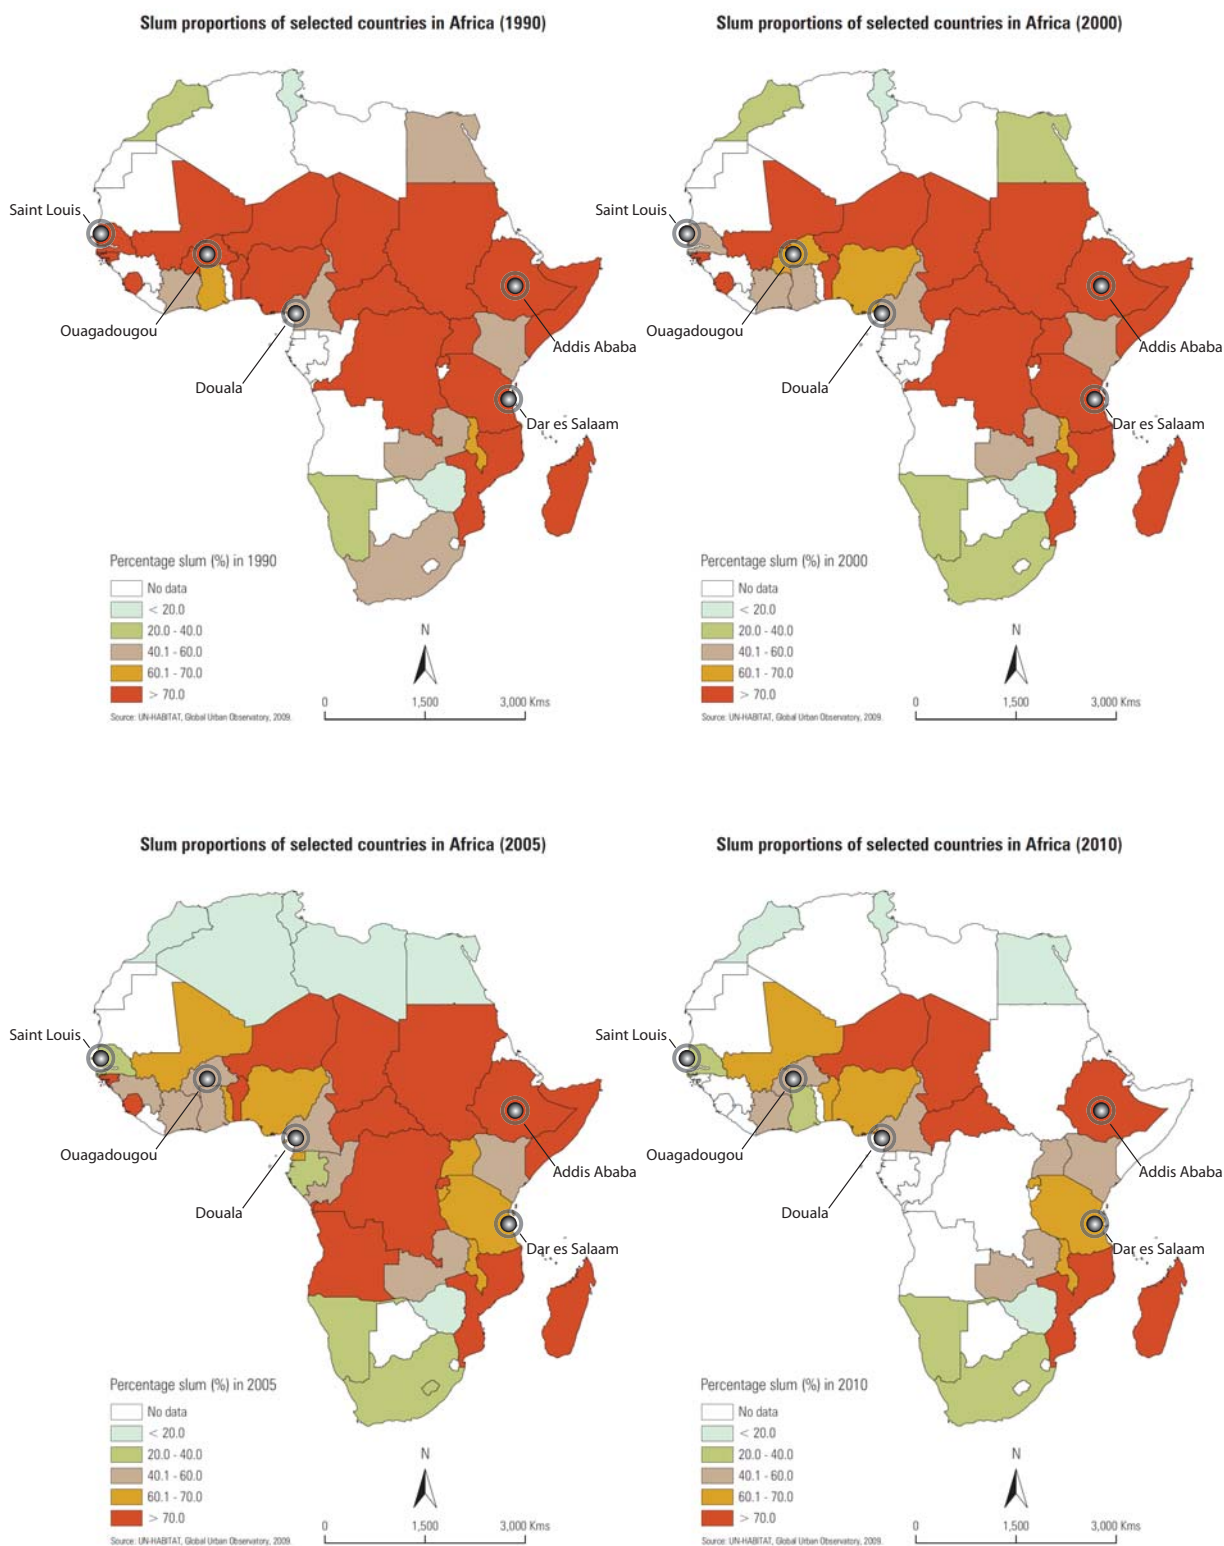 Slum proportions of selected countries in Africa (1990)
Saint Louis
Ouagadougou
Douala
Addis Ababa
Dar es Salaam
Percentage slum (%) in 1990
No data
< 20.0
20.0 - 40.0
40.1 - 60.0
60.1 - 70.0
> 70.0
N
0 1,500 3,000 Kms
Source: UN-HABITAT, Global Urban Observatory, 2009.
Slum proportions of selected countries in Africa (2000)
Saint Louis
Ouagadougou
Douala
Addis Ababa
Dar es Salaam
Percentage slum (%) in 2000
No data
< 20.0
20.0 - 40.0
40.1 - 60.0
60.1 - 70.0
> 70.0
N
0 1,500 3,000 Kms
Source: UN-HABITAT, Global Urban Observatory, 2009.
Slum proportions of selected countries in Africa (2005)
Saint Louis
Ouagadougou
Douala
Addis Ababa
Dar es Salaam
Percentage slum (%) in 2005
No data
< 20.0
20.0 - 40.0
40.1 - 60.0
60.1 - 70.0
> 70.0
N
0 1,500 3,000 Kms
Source: UN-HABITAT, Global Urban Observatory, 2009.
Slum proportions of selected countries in Africa (2010)
Saint Louis
Ouagadougou
Douala
Addis Ababa
Dar es Salaam
Percentage slum (%) in 2010
No data
< 20.0
20.0 - 40.0
40.1 - 60.0
60.1 - 70.0
> 70.0
N
0 1,500 3,000 Kms
Source: UN-HABITAT, Global Urban Observatory, 2009.